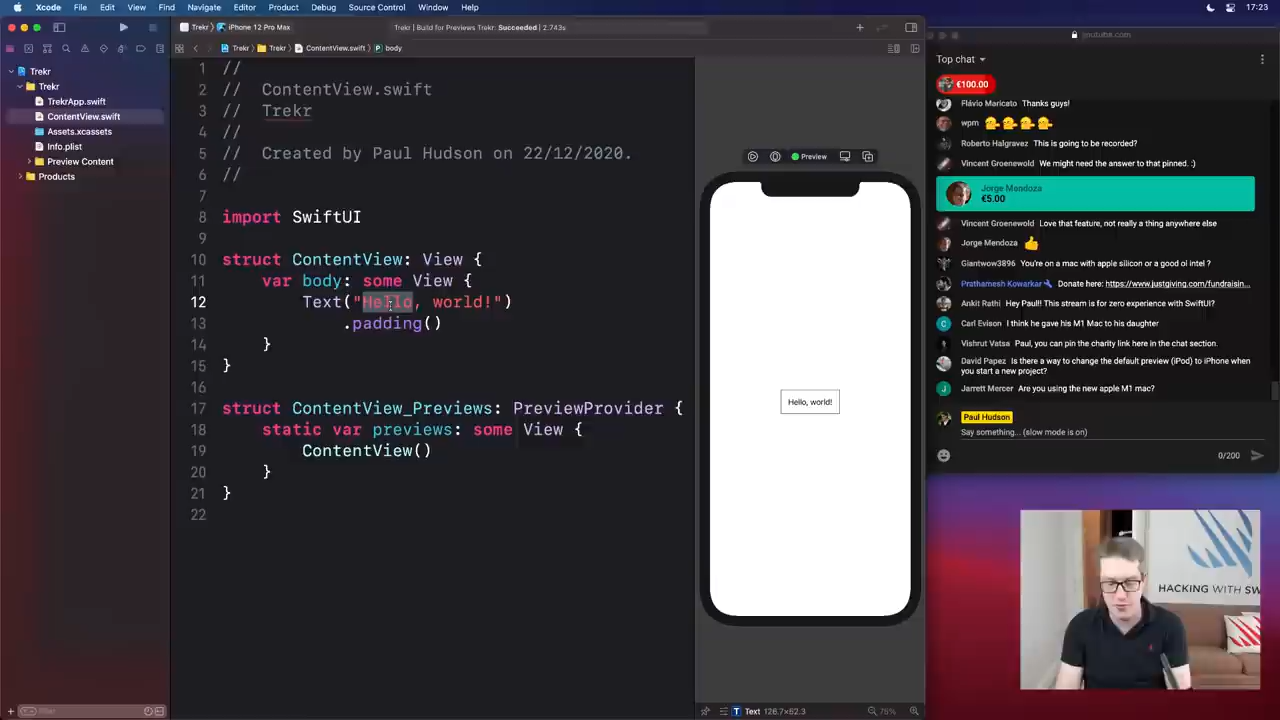 Xcode File Edit View Find Navigate Editor Product Debug Source Control Window Help 17:23
Trekr iPhone 12 Pro Max Trekr | Build for Previews Trekr: Succeeded | 2.743s
Trekr Trekr ContentView.swift body
Trekr
Trekr
TrekrApp.swift
ContentView.swift
Assets.xcassets
Info.plist
Preview Content
Products
Filter
1 //
2 // ContentView.swift
3 // Trekr
4 //
5 // Created by Paul Hudson on 22/12/2020.
6 //
7
8 import SwiftUI
9
10 struct ContentView: View {
11 var body: some View {
12 Text("Hello, world!")
13 .padding()
14 }
15 }
16
17 struct ContentView_Previews: PreviewProvider {
18 static var previews: some View {
19 ContentView()
20 }
21 }
22
Preview
Hello, world!
Text 126.7×52.3 75%
youtube.com
Top chat
€100.00
Flávio Maricato Thanks guys!
wpm
Roberto Halgravez This is going to be recorded?
Vincent Groenewold We might need the answer to that pinned. :)
Jorge Mendoza
€5.00
Vincent Groenewold Love that feature, not really a thing anywhere else
Jorge Mendoza
Giantwow3896 You're on a mac with apple silicon or a good ol intel ?
Prathamesh Kowarkar Donate here: https://www.justgiving.com/fundraisin...
Ankit Rathi Hey Paul!! This stream is for zero experience with SwiftUI?
C Carl Evison I think he gave his M1 Mac to his daughter
Vishrut Vatsa Paul, you can pin the charity link here in the chat section.
David Papez Is there a way to change the default preview (iPod) to iPhone when
you start a new project?
J Jarrett Mercer Are you using the new apple M1 mac?
Paul Hudson
Say something... (slow mode is on)
0/200
HACKING WITH SW